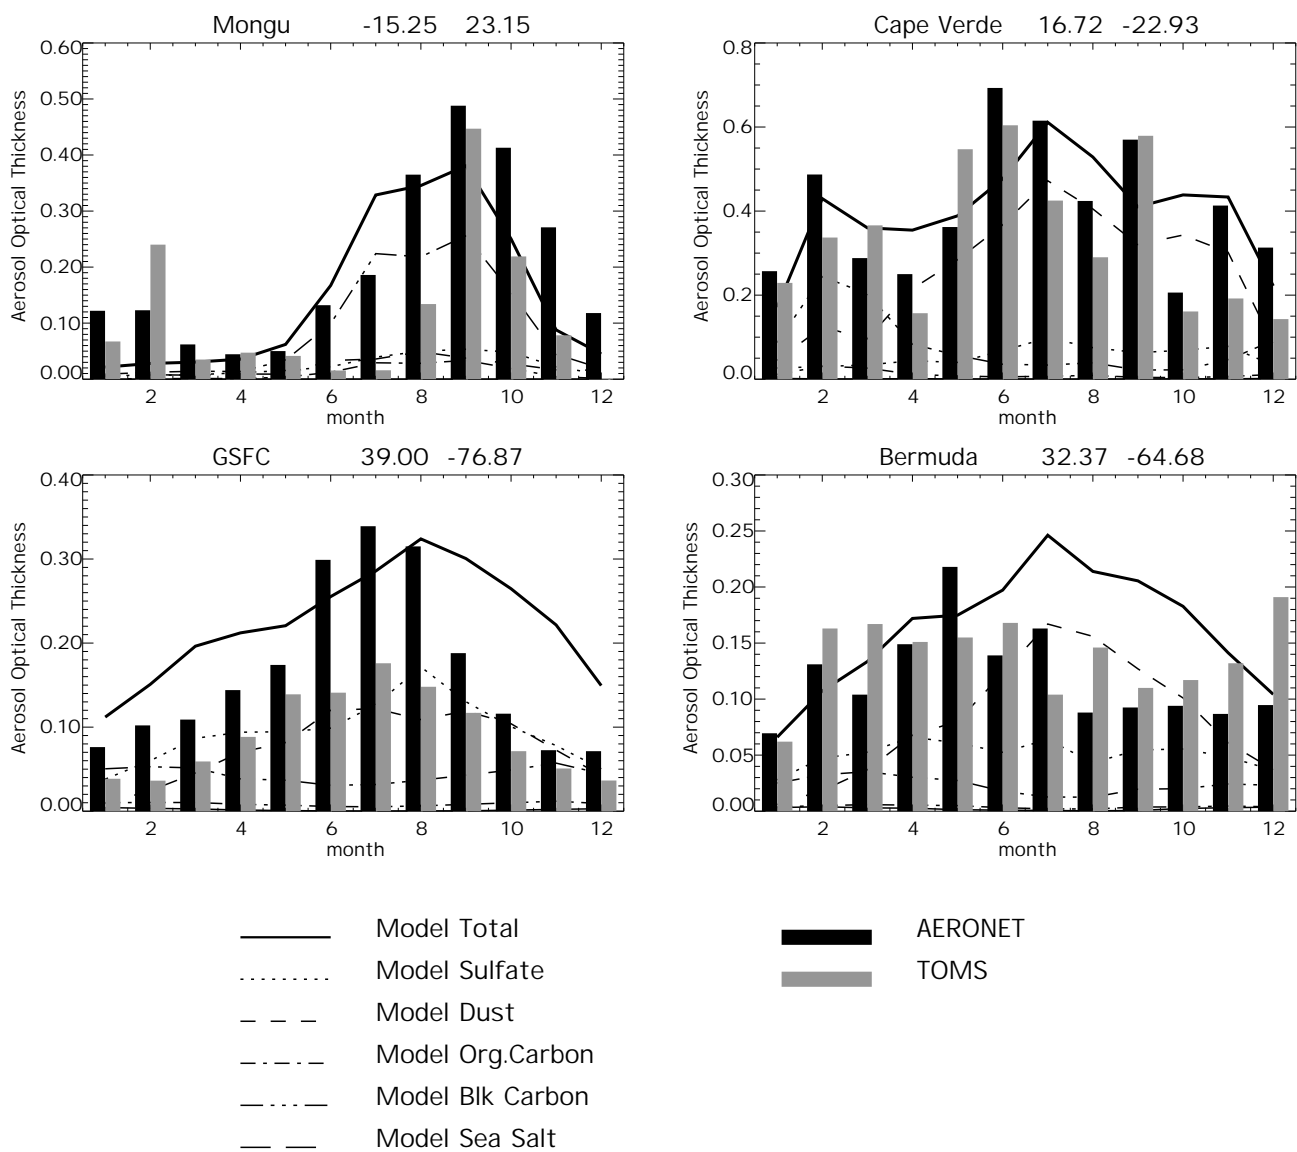 Mongu -15.25 23.15
0.60
0.50
0.40
0.30
0.20
0.10
0.00
Aerosol Optical Thickness
2 4 6 8 10 12
month
Cape Verde 16.72 -22.93
0.8
0.6
0.4
0.2
0.0
Aerosol Optical Thickness
2 4 6 8 10 12
month
GSFC 39.00 -76.87
0.40
0.30
0.20
0.10
0.00
Aerosol Optical Thickness
2 4 6 8 10 12
month
Bermuda 32.37 -64.68
0.30
0.25
0.20
0.15
0.10
0.05
0.00
Aerosol Optical Thickness
2 4 6 8 10 12
month
Model Total
Model Sulfate
Model Dust
Model Org.Carbon
Model Blk Carbon
Model Sea Salt
AERONET
TOMS